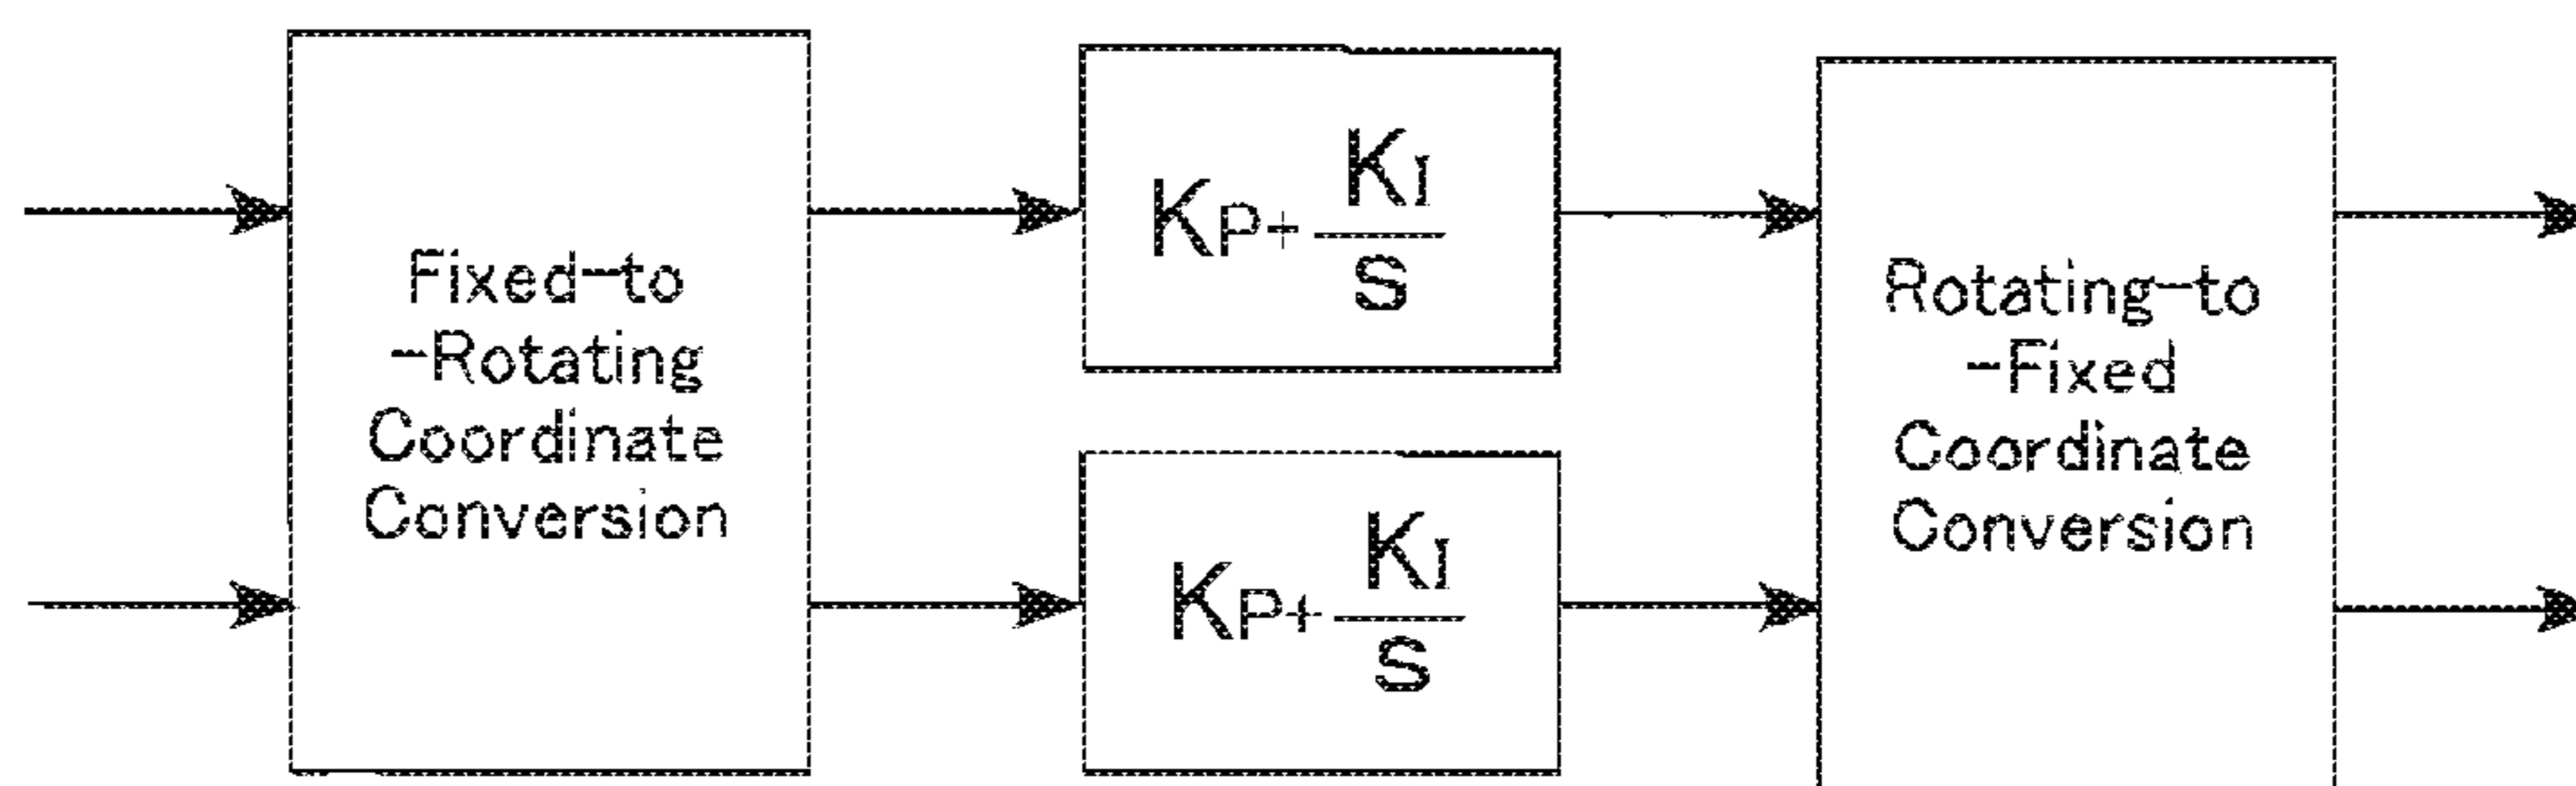 Fixed-to
-Rotating
Coordinate
Conversion
KP+ KI
S
KP+ KI
S
Rotating-to
-Fixed
Coordinate
Conversion